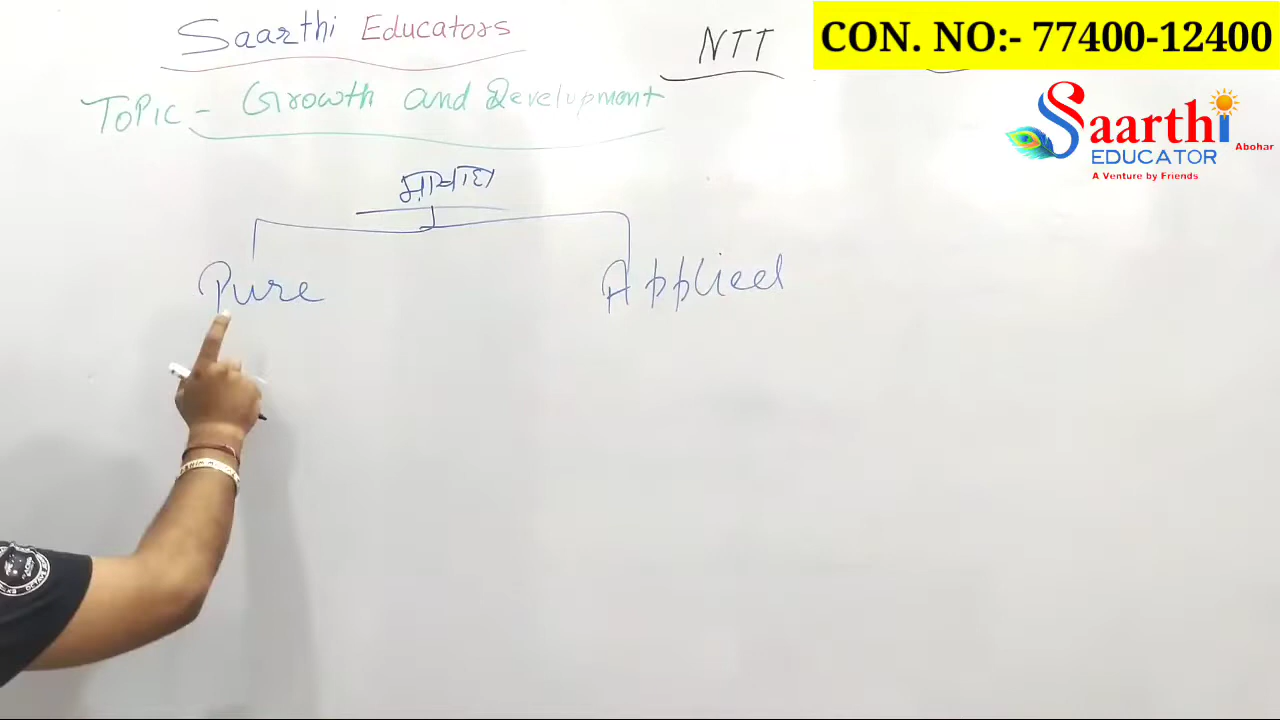 Saarthi Educators
NTT
CON. NO:- 77400-12400
TOPIC - Growth and Development
Saarthi
EDUCATOR
Abohar
A Venture by Friends
Pure
Applied